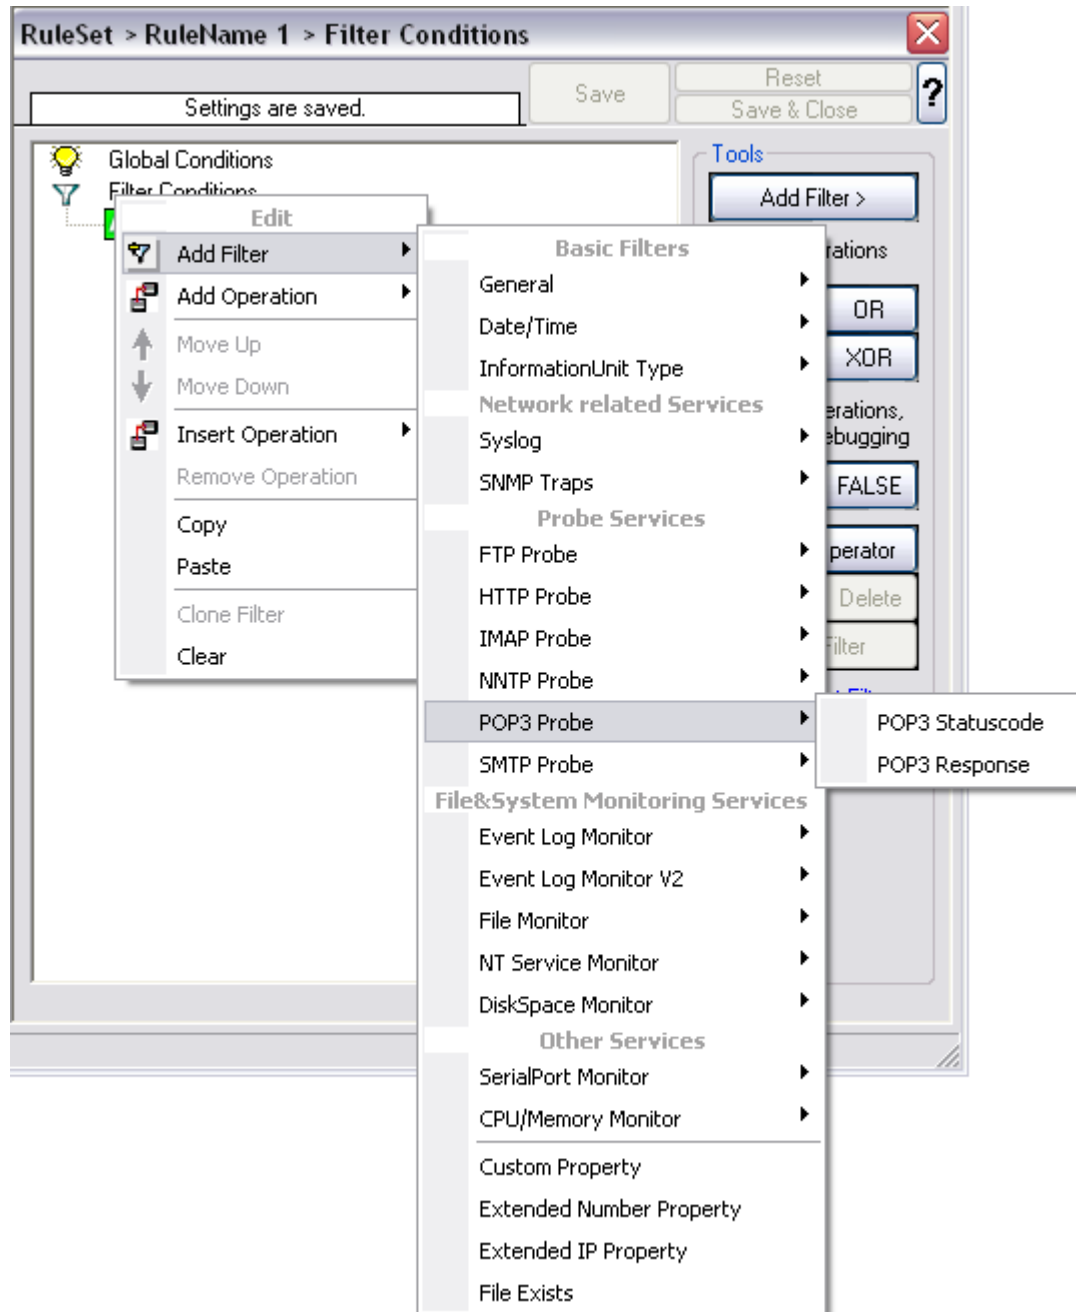 RuleSet > RuleName 1 > Filter Conditions
Save
Reset
?
Settings are saved.
Save & Close
Global Conditions
Filter Conditions
Tools
Add Filter >
Edit
Add Filter
Add Operation
Move Up
Move Down
Insert Operation
Remove Operation
Copy
Paste
Clone Filter
Clear
Basic Filters
General
Date/Time
InformationUnit Type
Network related Services
Syslog
SNMP Traps
Probe Services
FTP Probe
HTTP Probe
IMAP Probe
NNTP Probe
POP3 Probe
SMTP Probe
File&System Monitoring Services
Event Log Monitor
Event Log Monitor V2
File Monitor
NT Service Monitor
DiskSpace Monitor
Other Services
SerialPort Monitor
CPU/Memory Monitor
Custom Property
Extended Number Property
Extended IP Property
File Exists
rations
OR
XOR
erations,
ebugging
FALSE
perator
Delete
Filter
POP3 Statuscode
POP3 Response